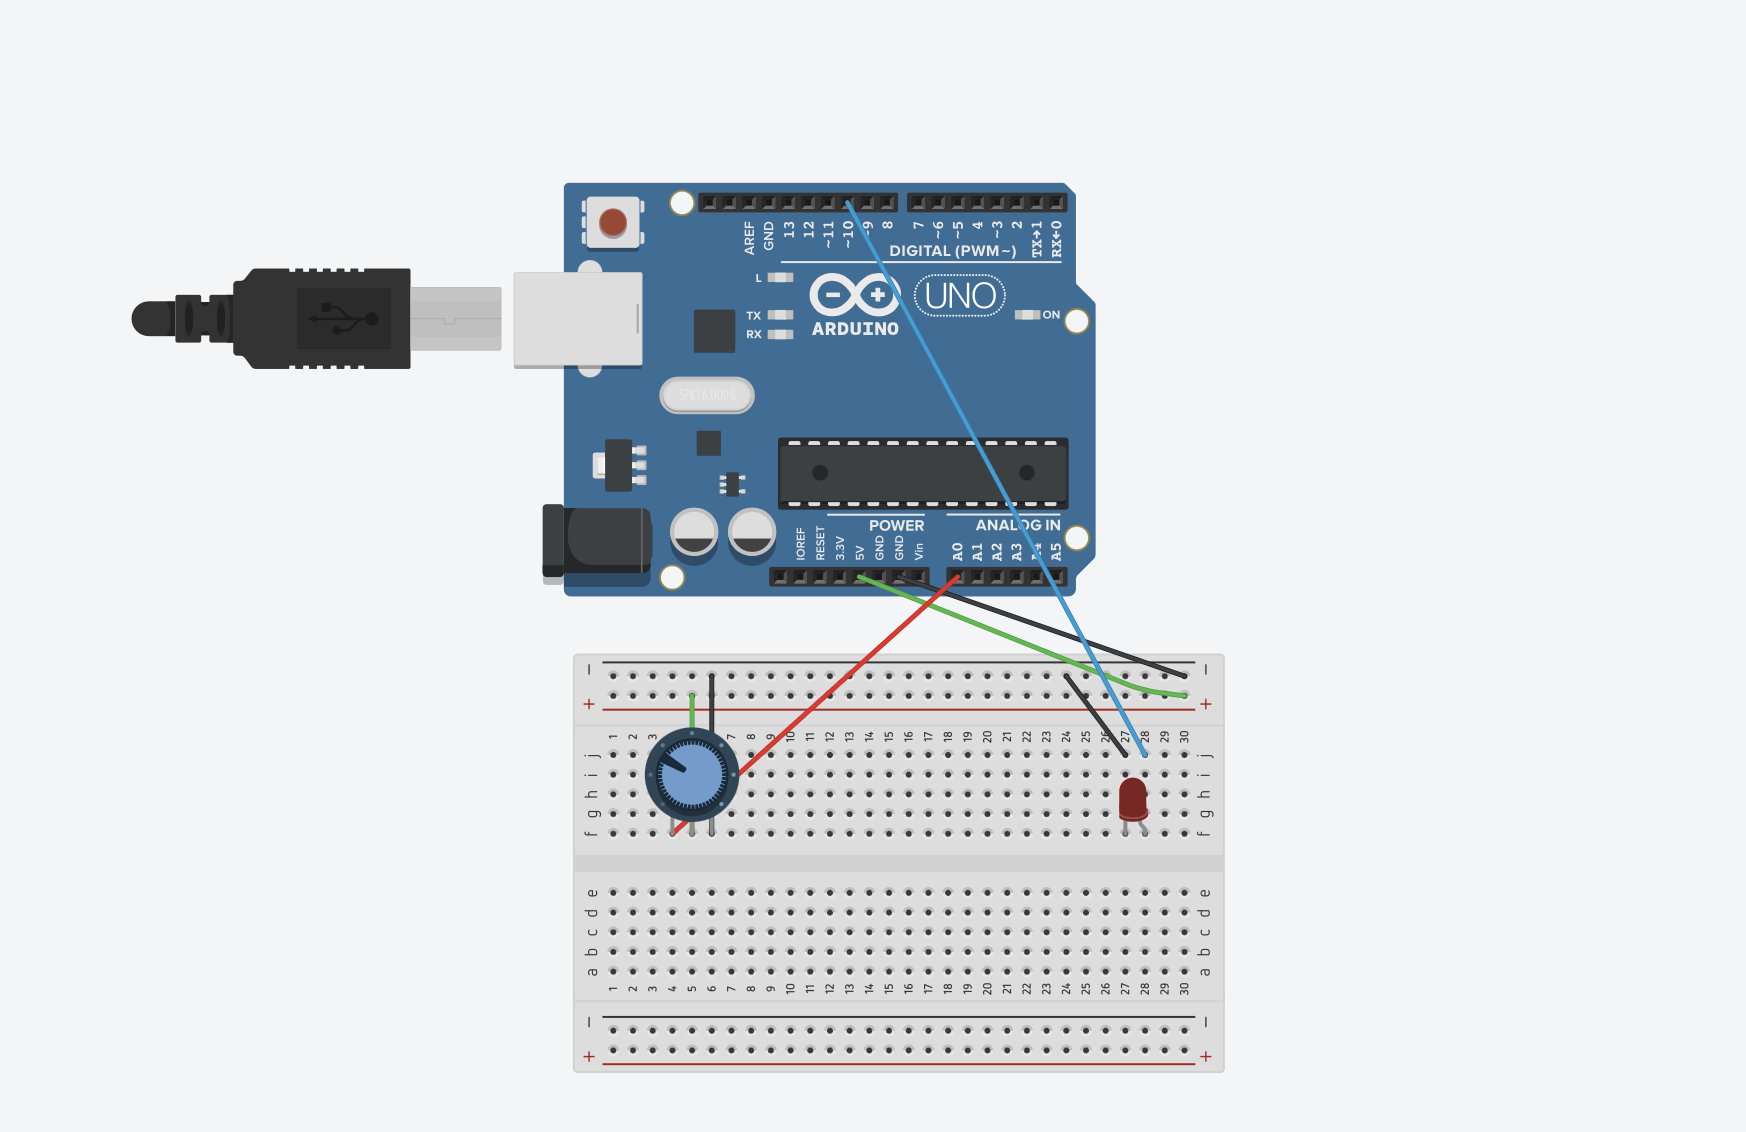 AREF
GND
13
12
~11
~10
~9
8
7
~6
~5
4
~3
2
TX→1
RX←0
DIGITAL (PWM~)
L
TX
RX
ARDUINO
UNO
ON
SPK16.000G
POWER
ANALOG IN
IOREF
RESET
3.3V
5V
GND
GND
Vin
A0
A1
A2
A3
A5
− −
+ +
1 2 3 7 8 9 10 11 12 13 14 15 16 17 18 19 20 21 22 23 24 25 26 27 28 29 30
j j
i i
h h
g g
f f
e e
d d
c c
b b
a a
1 2 3 4 5 6 7 8 9 10 11 12 13 14 15 16 17 18 19 20 21 22 23 24 25 26 27 28 29 30
− −
+ +